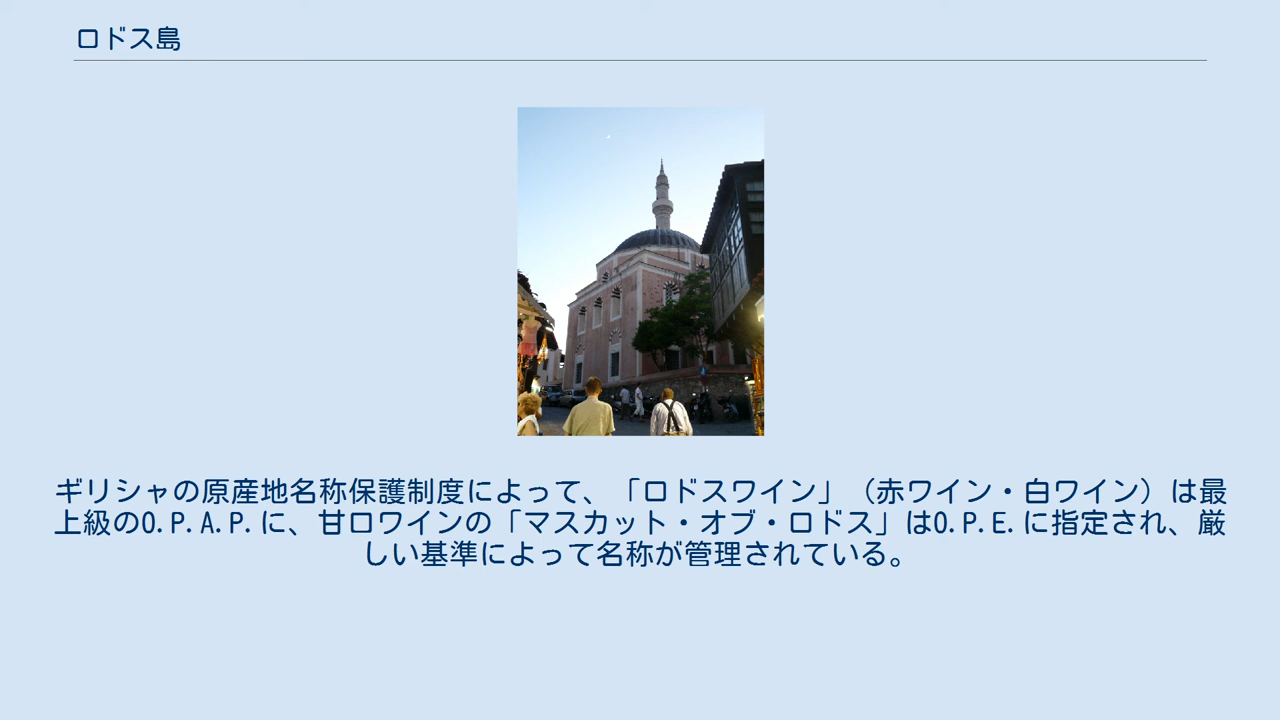 ロドス島
ギリシャの原産地名称保護制度によって、「ロドスワイン」（赤ワイン・白ワイン）は最
上級のO.P.A.P.に、甘口ワインの「マスカット・オブ・ロドス」はO.P.E.に指定され、厳
しい基準によって名称が管理されている。